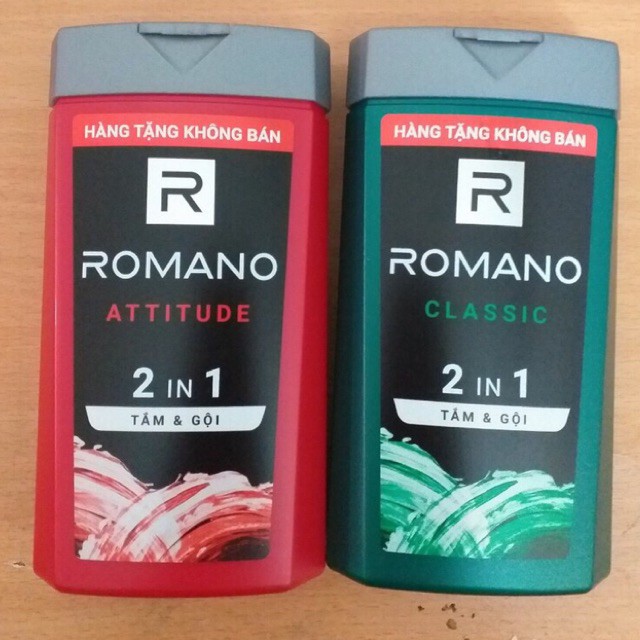 HÀNG TẶNG KHÔNG BÁN
R
ROMANO
ATTITUDE
2 IN 1
TẮM & GỘI
HÀNG TẶNG KHÔNG BÁN
R
ROMANO
CLASSIC
2 IN 1
TẮM & GỘI